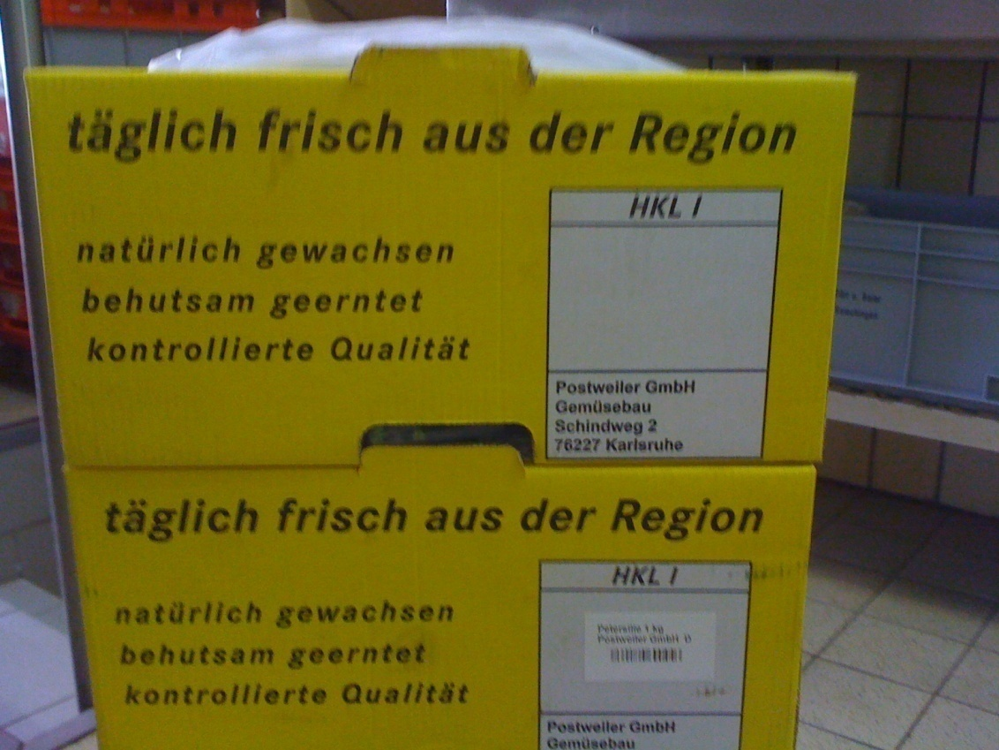 täglich frisch aus der Region
HKL I
natürlich gewachsen
behutsam geerntet
kontrollierte Qualität
Postweiler GmbH
Gemüsebau
Schindweg 2
76227 Karlsruhe
täglich frisch aus der Region
HKL I
natürlich gewachsen
behutsam geerntet
kontrollierte Qualität
Petersilie 1 kg
Postweiler GmbH D
Postweiler GmbH
Gemüsebau